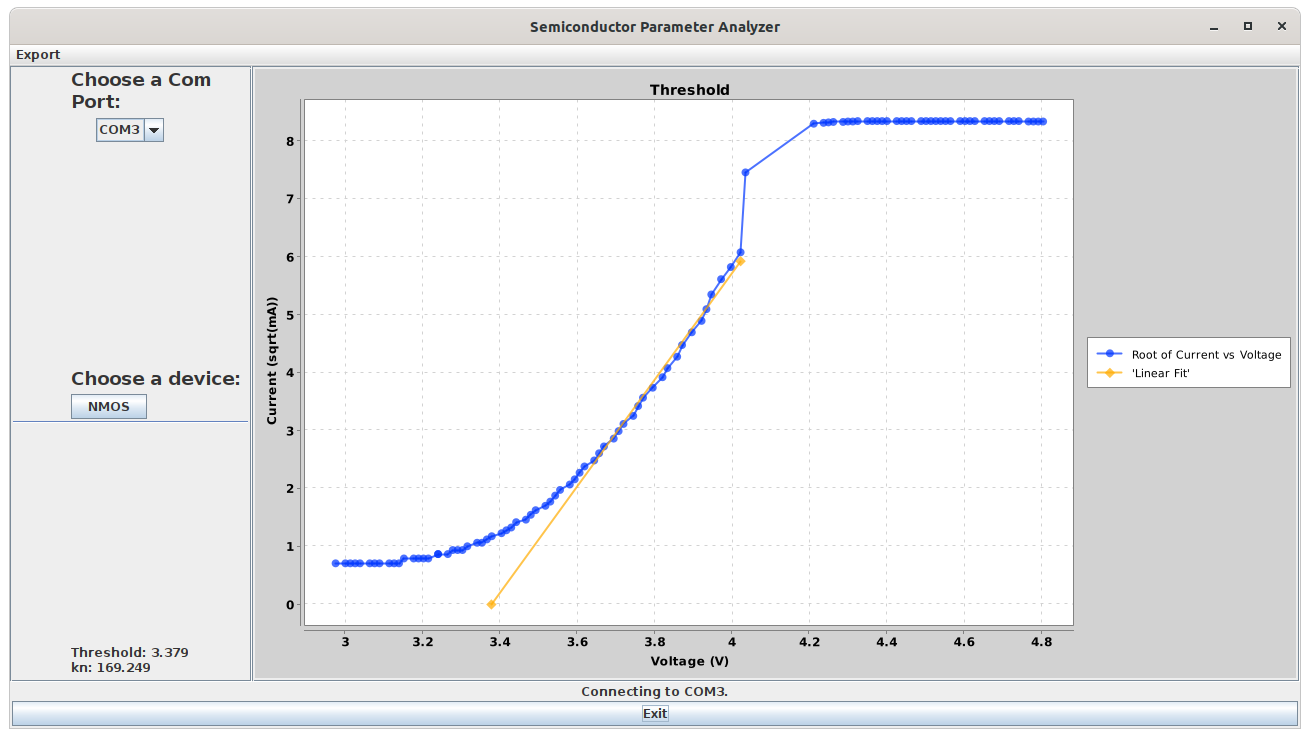 Semiconductor Parameter Analyzer
Export
Choose a Com
Port:
COM3
Choose a device:
NMOS
Threshold: 3.379
kn: 169.249
Threshold
Current (sqrt(mA))
8
7
6
5
4
3
2
1
0
3 3.2 3.4 3.6 3.8 4 4.2 4.4 4.6 4.8
Voltage (V)
Root of Current vs Voltage
'Linear Fit'
Connecting to COM3.
Exit